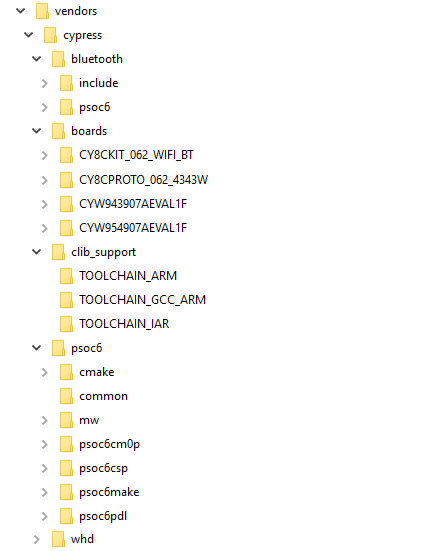 vendors
cypress
bluetooth
include
psoc6
boards
CY8CKIT_062_WIFI_BT
CY8CPROTO_062_4343W
CYW943907AEVAL1F
CYW954907AEVAL1F
clib_support
TOOLCHAIN_ARM
TOOLCHAIN_GCC_ARM
TOOLCHAIN_IAR
psoc6
cmake
common
mw
psoc6cm0p
psoc6csp
psoc6make
psoc6pdl
whd